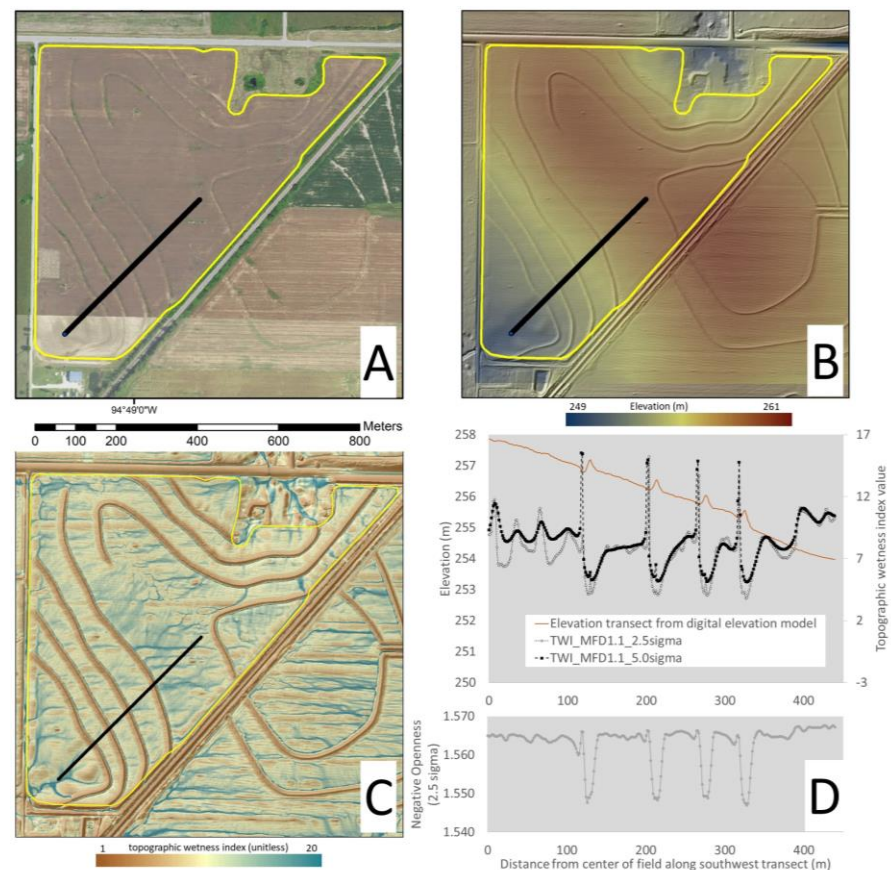 A
B
94°49'0"W
Meters
0 100 200 400 600 800
249 Elevation (m) 261
C
1 topographic wetness index (unitless) 20
258
257
256
255
254
253
252
251
250
Elevation (m)
17
12
7
2
-3
Topographic wetness index value
Elevation transect from digital elevation model
TWI_MFD1.1_2.5sigma
TWI_MFD1.1_5.0sigma
0 100 200 300 400
1.570
1.560
1.550
1.540
Negative Openness
(2.5 sigma)
D
0 100 200 300 400
Distance from center of field along southwest transect (m)